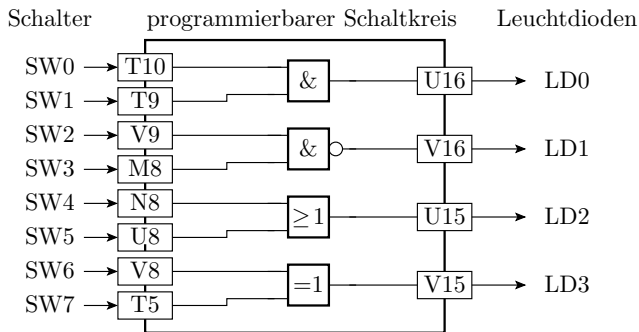 Schalter programmierbarer Schaltkreis Leuchtdioden
SW0 T10 & U16 LD0
SW1 T9
SW2 V9 & V16 LD1
SW3 M8
SW4 N8 ≥1 U15 LD2
SW5 U8
SW6 V8 =1 V15 LD3
SW7 T5